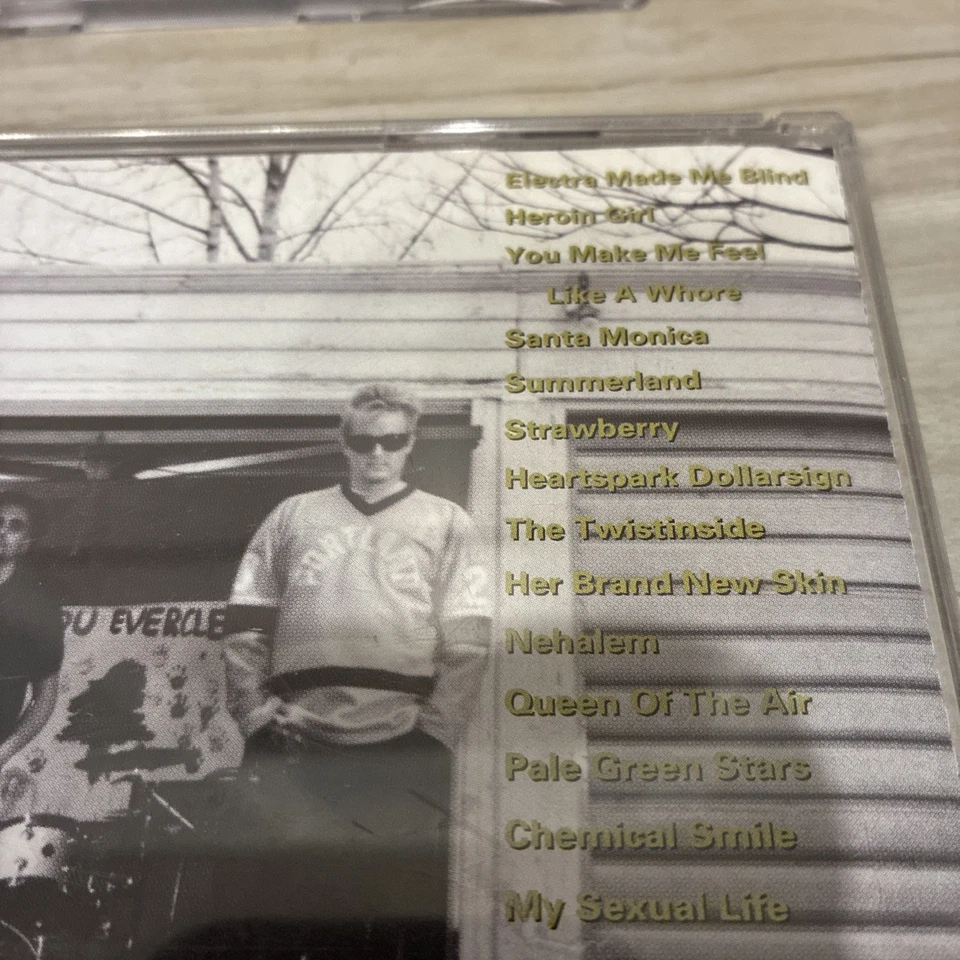 Electra Made Me Blind
Heroin Girl
You Make Me Feel
Like A Whore
Santa Monica
Summerland
Strawberry
Heartspark Dollarsign
The Twistinside
Her Brand New Skin
Nehalem
Queen Of The Air
Pale Green Stars
Chemical Smile
My Sexual Life
OU EVERCLE